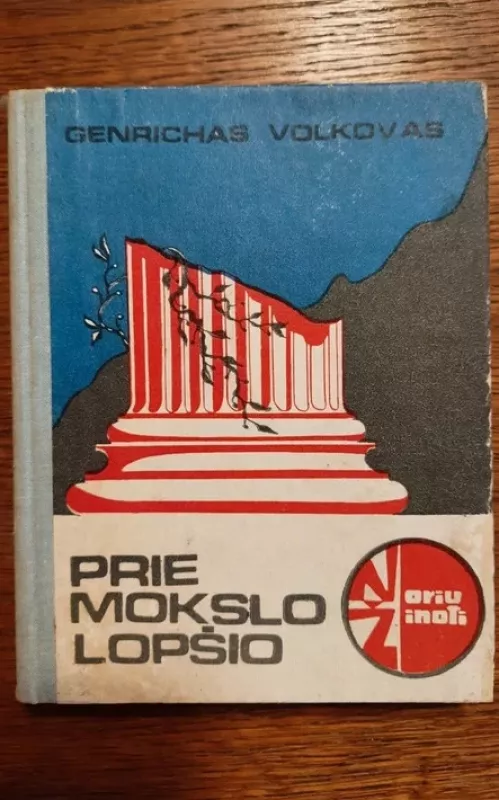 GENRICHAS VOLKOVAS
PRIE
MOKSLO
LOPŠIO
Noriu
Žinoti